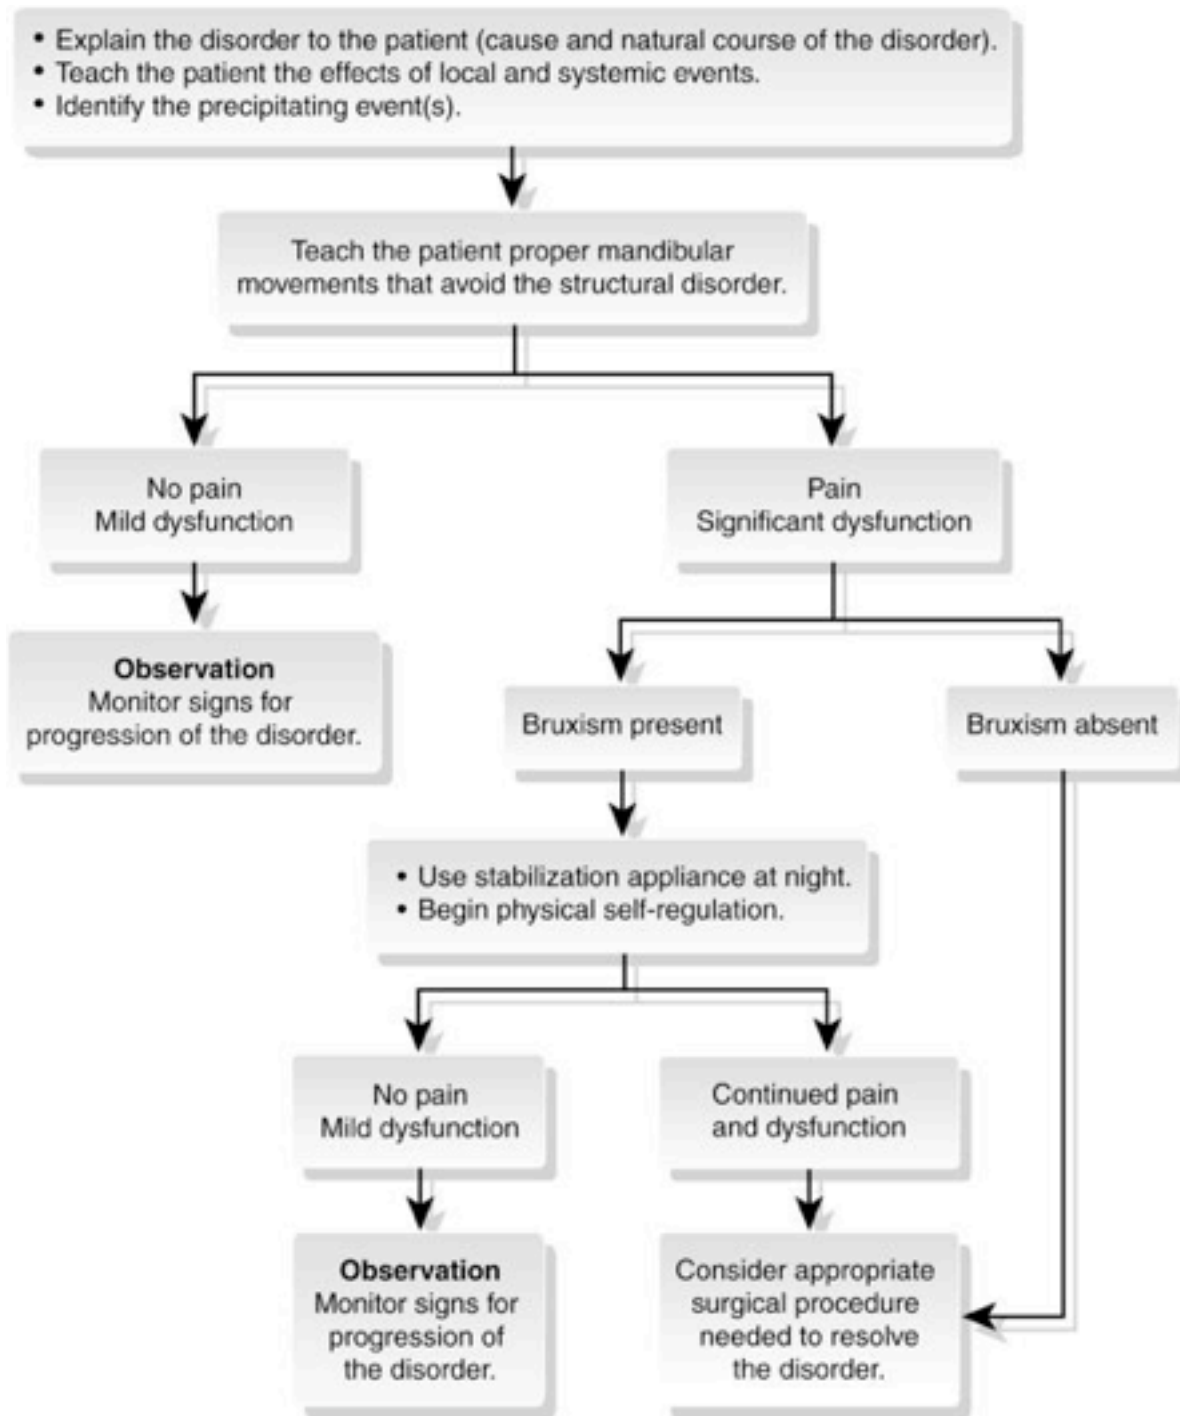 • Explain the disorder to the patient (cause and natural course of the disorder).
• Teach the patient the effects of local and systemic events.
• Identify the precipitating event(s).
Teach the patient proper mandibular
movements that avoid the structural disorder.
No pain
Mild dysfunction
Pain
Significant dysfunction
Observation
Monitor signs for
progression of the disorder.
Bruxism present
Bruxism absent
• Use stabilization appliance at night.
• Begin physical self-regulation.
No pain
Mild dysfunction
Continued pain
and dysfunction
Observation
Monitor signs for
progression of
the disorder.
Consider appropriate
surgical procedure
needed to resolve
the disorder.